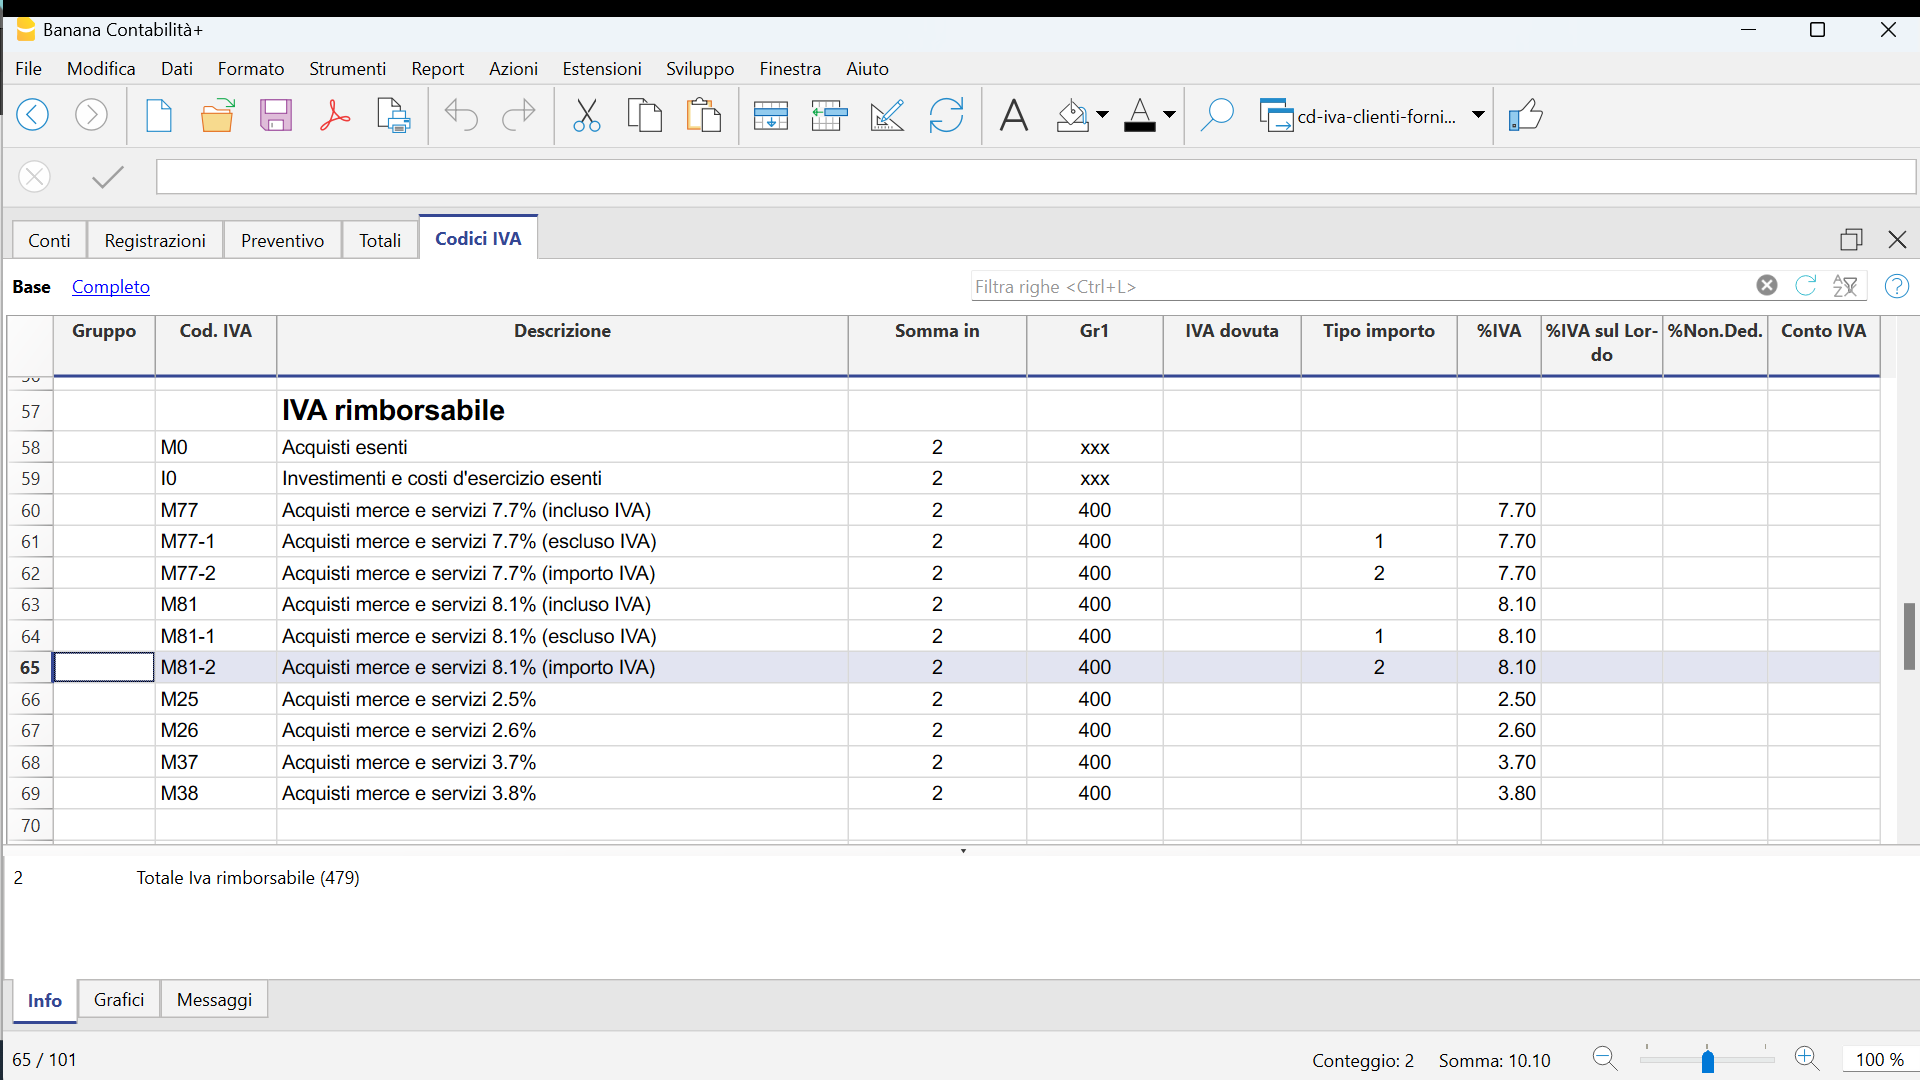 Banana Contabilità+
File Modifica Dati Formato Strumenti Report Azioni Estensioni Sviluppo Finestra Aiuto
cd-iva-clienti-forni...
Conti Registrazioni Preventivo Totali Codici IVA
Base Completo Filtra righe <Ctrl+L>
Gruppo Cod. IVA Descrizione Somma in Gr1 IVA dovuta Tipo importo %IVA %IVA sul Lor-do %Non.Ded. Conto IVA
57 IVA rimborsabile
58 M0 Acquisti esenti 2 xxx
59 I0 Investimenti e costi d'esercizio esenti 2 xxx
60 M77 Acquisti merce e servizi 7.7% (incluso IVA) 2 400 7.70
61 M77-1 Acquisti merce e servizi 7.7% (escluso IVA) 2 400 1 7.70
62 M77-2 Acquisti merce e servizi 7.7% (importo IVA) 2 400 2 7.70
63 M81 Acquisti merce e servizi 8.1% (incluso IVA) 2 400 8.10
64 M81-1 Acquisti merce e servizi 8.1% (escluso IVA) 2 400 1 8.10
65 M81-2 Acquisti merce e servizi 8.1% (importo IVA) 2 400 2 8.10
66 M25 Acquisti merce e servizi 2.5% 2 400 2.50
67 M26 Acquisti merce e servizi 2.6% 2 400 2.60
68 M37 Acquisti merce e servizi 3.7% 2 400 3.70
69 M38 Acquisti merce e servizi 3.8% 2 400 3.80
70
2 Totale Iva rimborsabile (479)
Info Grafici Messaggi
65 / 101 Conteggio: 2 Somma: 10.10 100 %